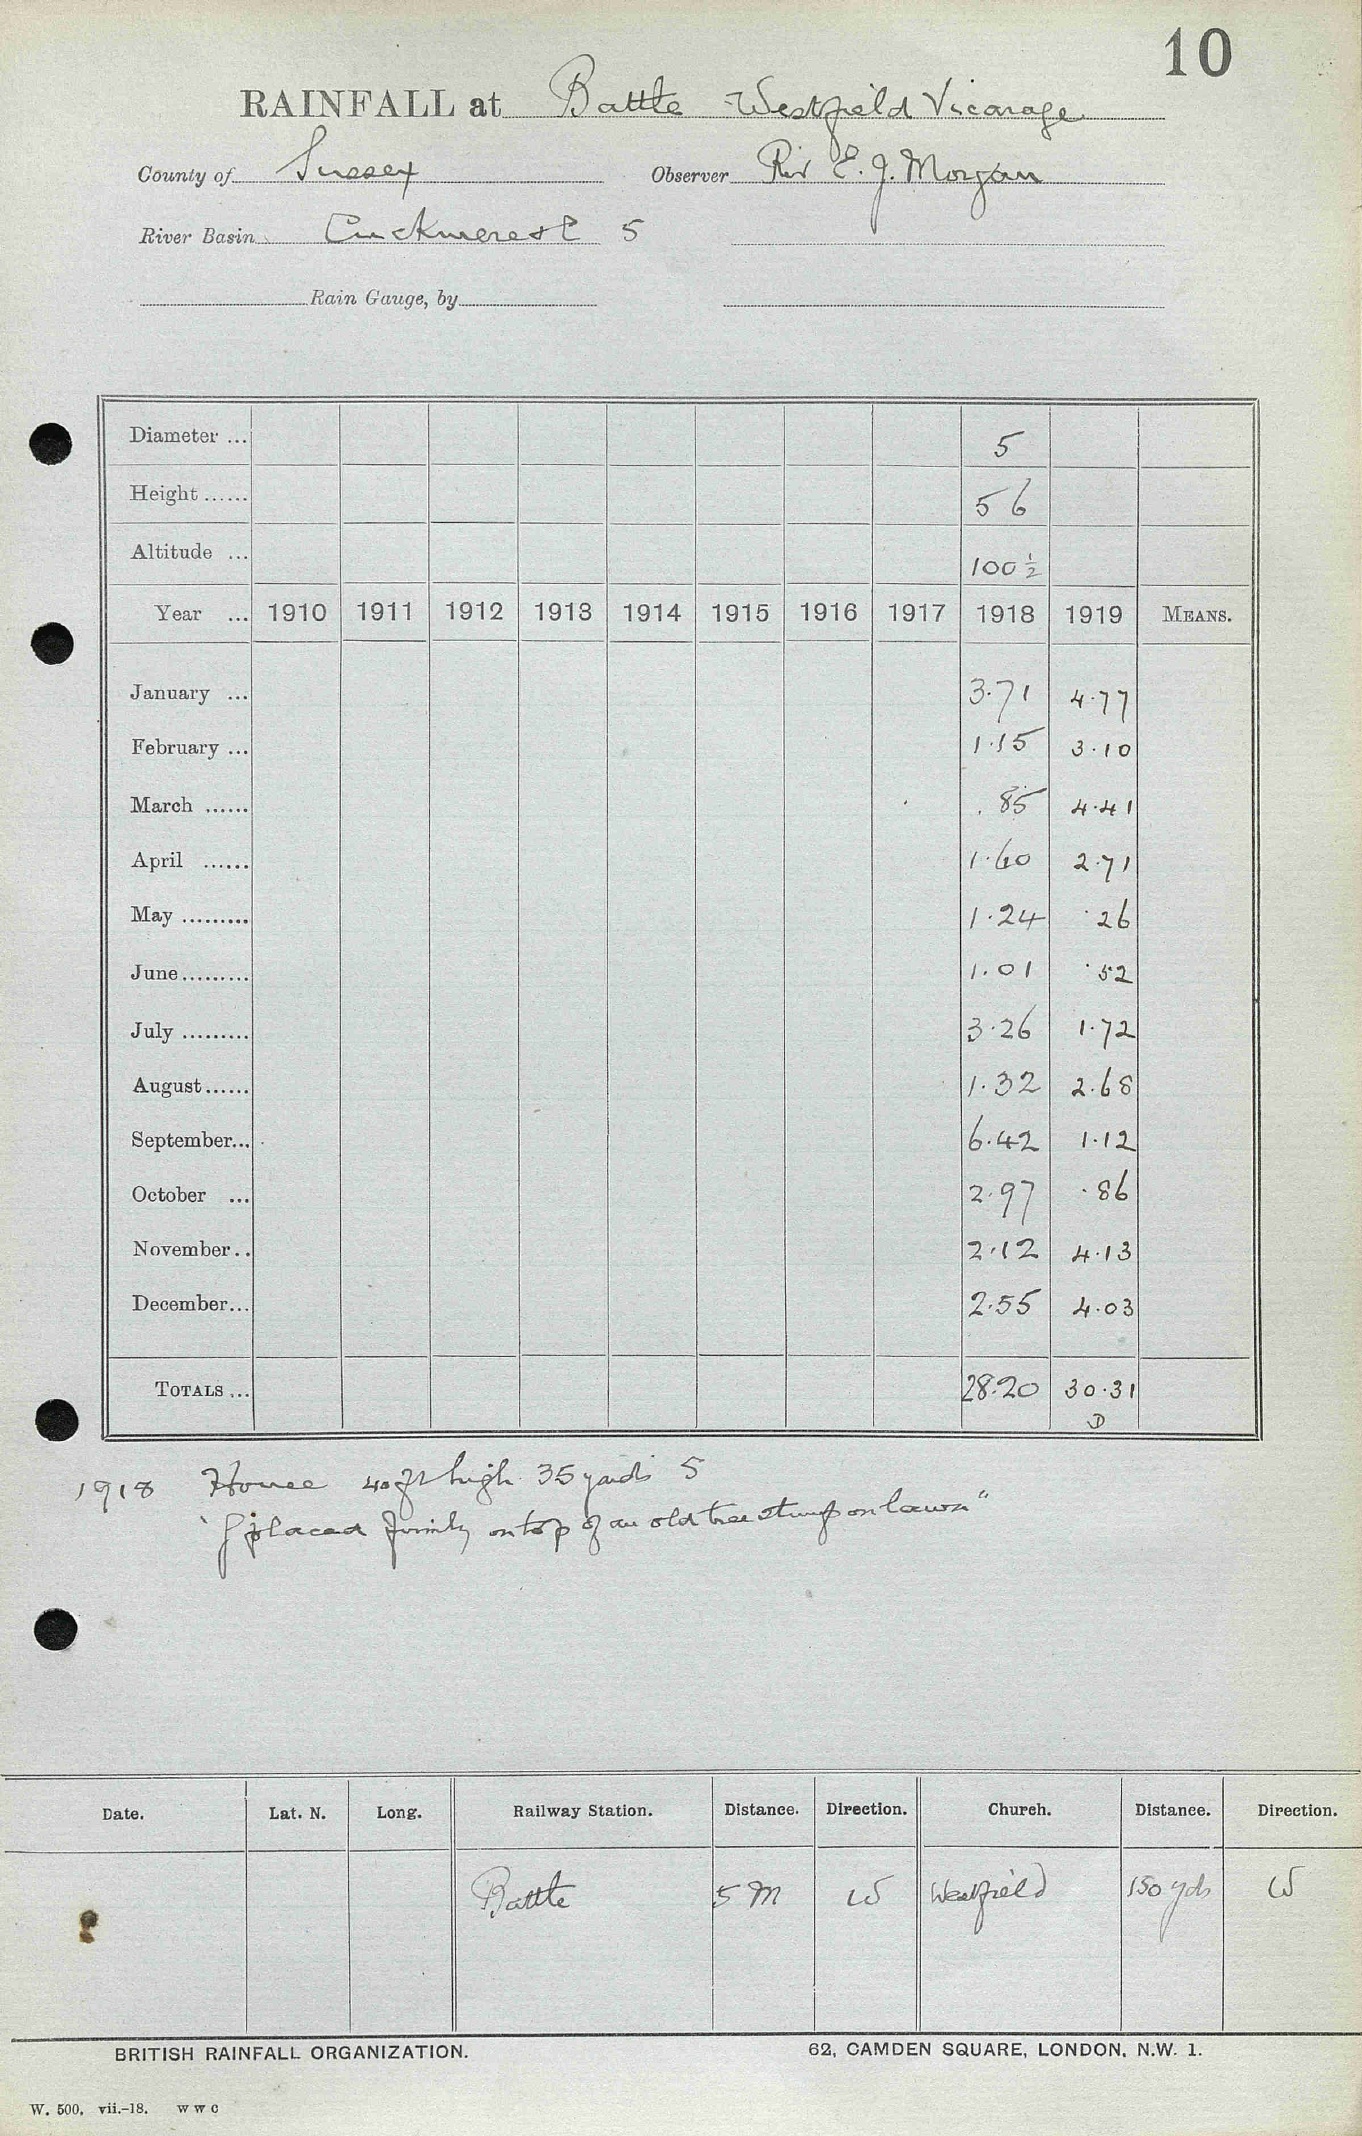 10
RAINFALL at Battle Westfield Vicarage
County of Sussex Observer Rev E. J. Morgan
River Basin Cuckmere &c 5
Rain Gauge, by
Diameter ... 5
Height ...... 5 6
Altitude ... 100 ½
Year ... 1910 1911 1912 1913 1914 1915 1916 1917 1918 1919 MEANS.
January ... 3.71 4.77
February ... 1.15 3.10
March ...... .85 4.41
April ...... 1.60 2.71
May ......... 1.24 .26
June ......... 1.01 .52
July ......... 3.26 1.72
August ...... 1.32 2.68
September... 6.42 1.12
October ... 2.97 .86
November.. 2.12 4.13
December... 2.55 4.03
TOTALS ... 28.20 30.31
D
1918 House 40 ft high 35 yards S
"G placed firmly on top of an old tree stump on lawn"
Date. Lat. N. Long. Railway Station. Distance. Direction. Church. Distance. Direction.
Battle 5 m W Westfield 150 yds W
BRITISH RAINFALL ORGANIZATION. 62, CAMDEN SQUARE, LONDON, N.W. 1.
W. 500, vii.-18. W W C